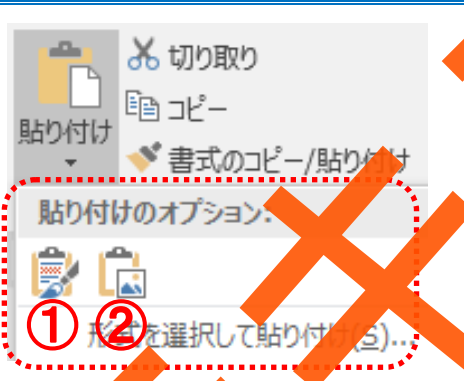 切り取り
コピー
貼り付け
書式のコピー/貼り付け
貼り付けのオプション:
① ②
形式を選択して貼り付け(S)...